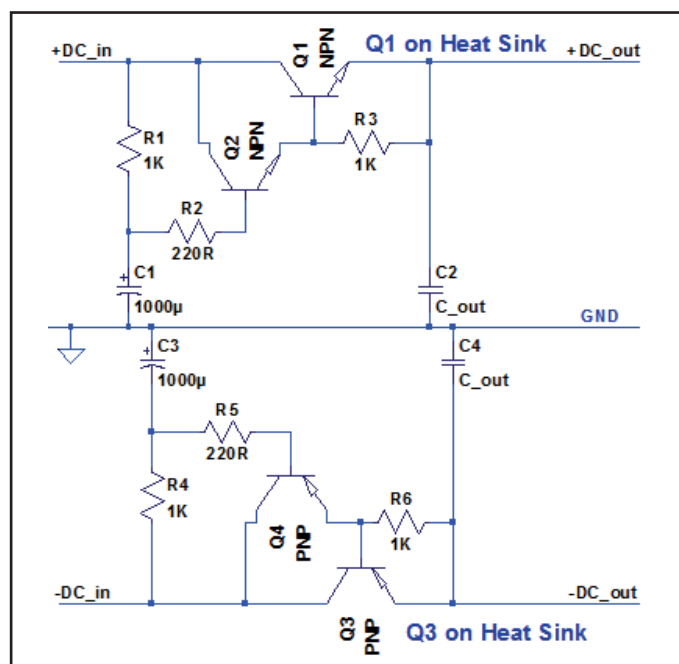 +DC_in
Q1
NPN
Q1 on Heat Sink
+DC_out
R1
1K
Q2
NPN
R3
1K
R2
220R
C1
+
1000µ
C2
C_out
GND
C3
+
1000µ
C4
C_out
R5
220R
R4
1K
Q4
PNP
R6
1K
-DC_in
Q3
PNP
Q3 on Heat Sink
-DC_out